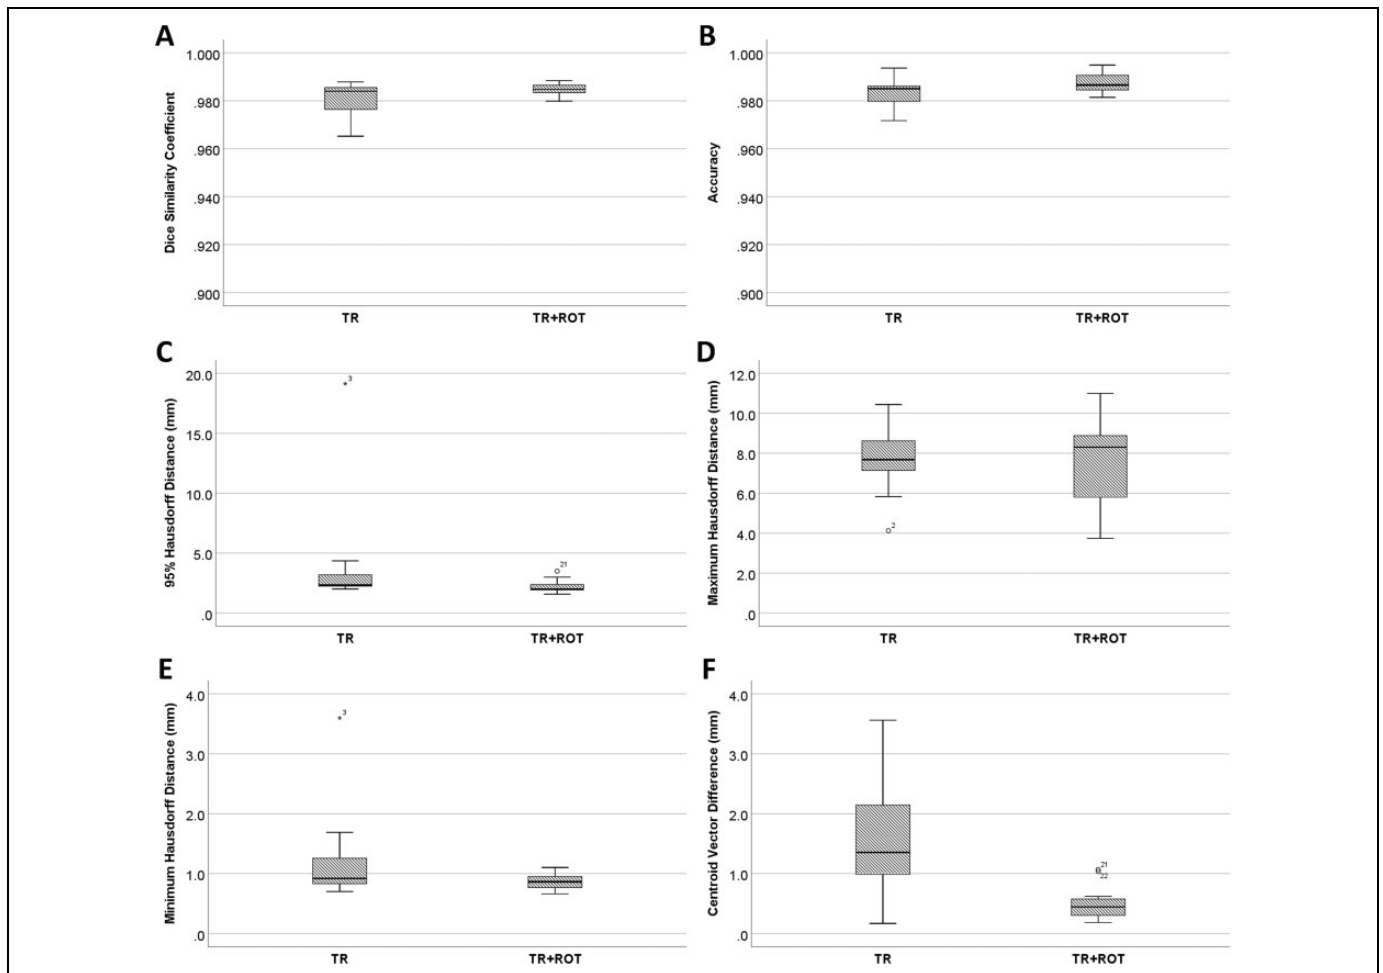 A
Dice Similarity Coefficient
1.000
.980
.960
.940
.920
.900
TR
TR+ROT
B
Accuracy
1.000
.980
.960
.940
.920
.900
TR
TR+ROT
C
95% Hausdorff Distance (mm)
20.0
15.0
10.0
5.0
.0
3
21
TR
TR+ROT
D
Maximum Hausdorff Distance (mm)
12.0
10.0
8.0
6.0
4.0
2.0
.0
2
TR
TR+ROT
E
Minimum Hausdorff Distance (mm)
4.0
3.0
2.0
1.0
.0
3
TR
TR+ROT
F
Centroid Vector Difference (mm)
4.0
3.0
2.0
1.0
.0
21
22
TR
TR+ROT